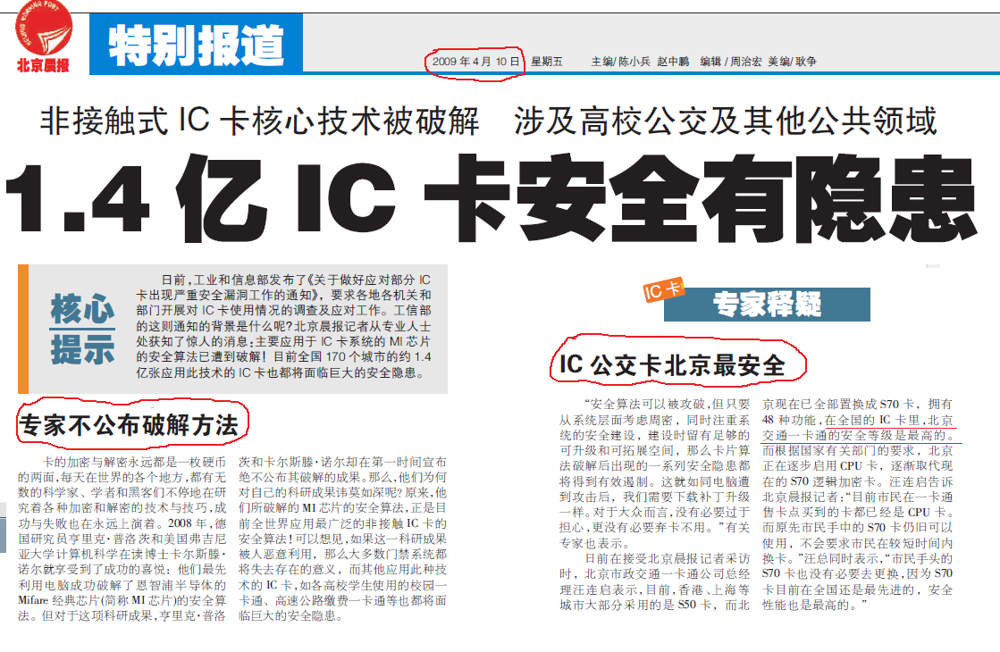 BEIJING MORNING POST
北京晨报
特别报道
2009 年 4 月 10 日 星期五 主编/ 陈小兵 赵中鹏 编辑 / 周治宏 美编/ 耿争
非接触式 IC 卡核心技术被破解 涉及高校公交及其他公共领域
1.4 亿 IC 卡安全有隐患
核心
提示
日前,工业和信息部发布了《关于做好应对部分 IC
卡出现严重安全漏洞工作的通知》，要求各地各机关和
部门开展对 IC 卡使用情况的调查及应对工作。工信部
的这则通知的背景是什么呢?北京晨报记者从专业人士
处获知了惊人的消息:主要应用于 IC 卡系统的 MI 芯片
的安全算法已遭到破解！目前全国 170 个城市的约 1.4
亿张应用此技术的 IC 卡也都将面临巨大的安全隐患。
专家不公布破解方法
卡的加密与解密永远都是一枚硬币
的两面,每天在世界的各个地方,都有无
数的科学家、学者和黑客们不停地在研
究着各种加密和解密的技术与技巧,成
功与失败也在永远上演着。2008 年,德
国研究员亨里克·普洛茨和美国弗吉尼
亚大学计算机科学在读博士卡尔斯滕·
诺尔就享受到了成功的喜悦：他们最先
利用电脑成功破解了恩智浦半导体的
Mifare 经典芯片(简称 MI 芯片)的安全算
法。但对于这项科研成果,亨里克·普洛
茨和卡尔斯滕·诺尔却在第一时间宣布
绝不公布其破解的成果。那么,他们为何
对自己的科研成果讳莫如深呢?原来,他
们所破解的 MI 芯片的安全算法,正是目
前全世界应用最广泛的非接触 IC 卡的
安全算法！可以想见,如果这一科研成果
被人恶意利用，那么大多数门禁系统都
将失去存在的意义，而其他应用此种技
术的 IC 卡,如各高校学生使用的校园一
卡通、高速公路缴费一卡通等也都将面
临巨大的安全隐患。
IC 卡
专家释疑
IC 公交卡北京最安全
“安全算法可以被攻破,但只要
从系统层面考虑周密，同时注重系
统的安全建设，建设时留有足够的
可升级和可拓展空间，那么卡片算
法破解后出现的一系列安全隐患都
将得到有效遏制。这就如同电脑遭
到攻击后，我们需要下载补丁升级
一样。对于大众而言,没有必要过于
担心,更没有必要弃卡不用。”有关
专家也表示。
日前在接受北京晨报记者采访
时，北京市政交通一卡通公司总经
理汪连启表示,目前,香港、上海等
城市大部分采用的是 S50 卡，而北
京现在已全部置换成 S70 卡，拥有
48 种功能,在全国的 IC 卡里,北京
交通一卡通的安全等级是最高的。
而根据国家有关部门的要求，北京
正在逐步启用 CPU 卡，逐渐取代现
在的 S70 逻辑加密卡。汪连启告诉
北京晨报记者:“目前市民在一卡通
售卡点买到的卡都已经是 CPU 卡。
而原先市民手中的 S70 卡仍旧可以
使用，不会要求市民在较短时间内
换卡。”汪总同时表示,“市民手头的
S70 卡也没有必要去更换,因为 S70
卡目前在全国还是最先进的，安全
性能也是最高的。”